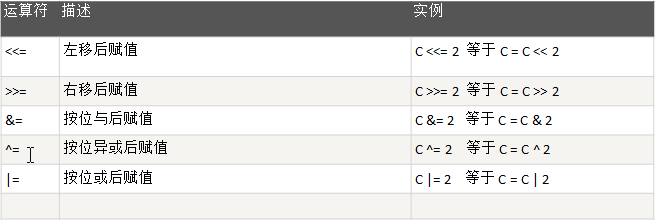 运算符 描述 实例
<<= 左移后赋值 C <<= 2 等于 C = C << 2
>>= 右移后赋值 C >>= 2 等于 C = C >> 2
&= 按位与后赋值 C &= 2 等于 C = C & 2
^= 按位异或后赋值 C ^= 2 等于 C = C ^ 2
|= 按位或后赋值 C |= 2 等于 C = C | 2